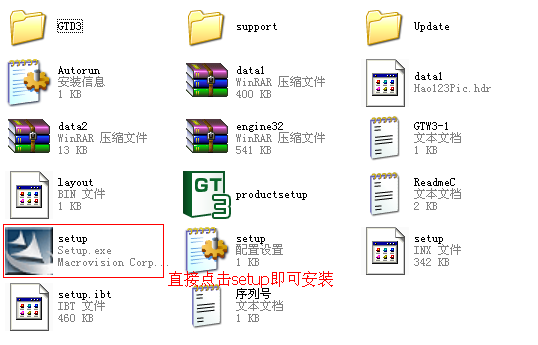 GTD3
support
Update
Autorun
安装信息
1 KB
data1
WinRAR 压缩文件
400 KB
data1
Hao123Pic.hdr
data2
WinRAR 压缩文件
13 KB
engine32
WinRAR 压缩文件
541 KB
GTW3-1
文本文档
1 KB
layout
BIN 文件
1 KB
GT
3
productsetup
ReadmeC
文本文档
2 KB
setup
Setup.exe
Macrovision Corp...
setup
配置设置
1 KB
setup
INX 文件
342 KB
直接点击setup即可安装
setup.ibt
IBT 文件
460 KB
序列号
文本文档
1 KB